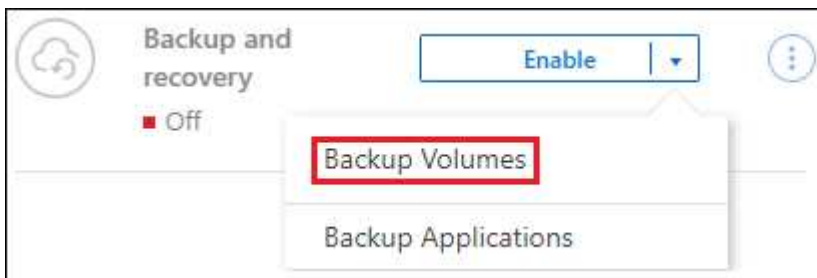 Backup and
recovery
Enable
Off
Backup Volumes
Backup Applications